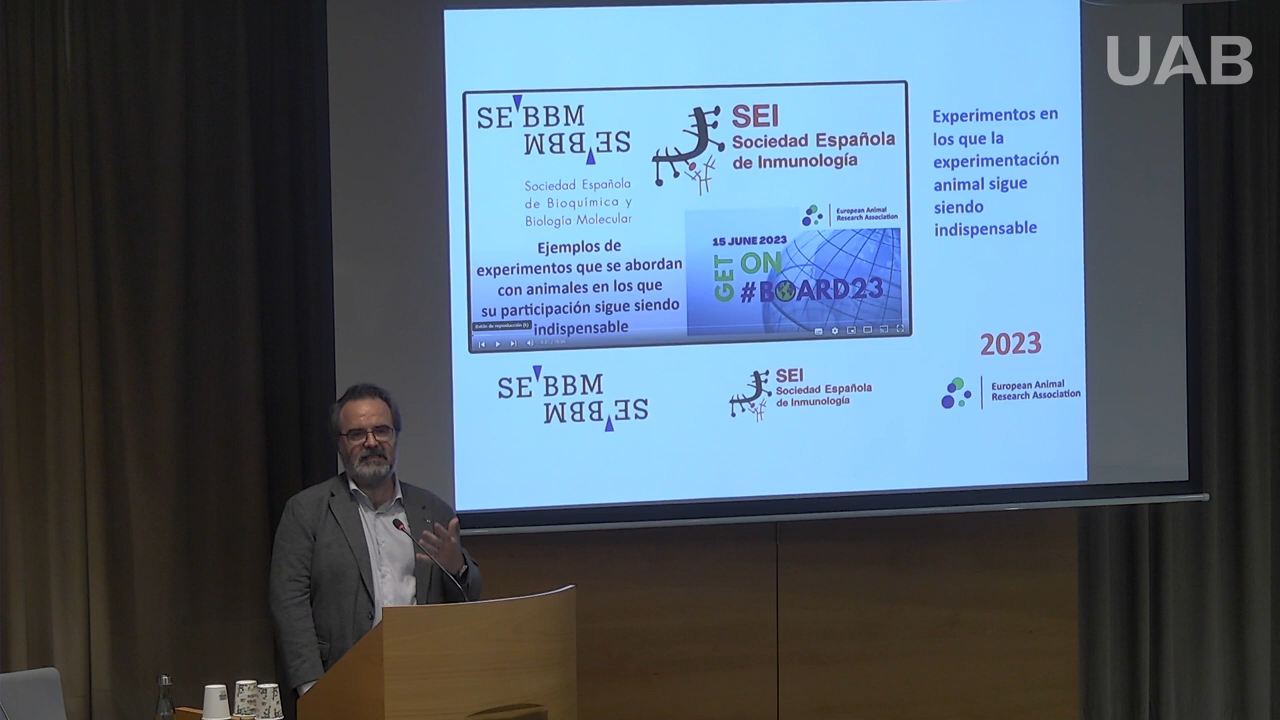 UAB
SE BBM
SE BBM
Sociedad Española
de Bioquímica y
Biología Molecular
SEI
Sociedad Española
de Inmunología
Ejemplos de
experimentos que se abordan
con animales en los que
su participación sigue siendo
indispensable
European Animal
Research Association
15 JUNE 2023
GET ON
#BOARD23
Botón de reproducción (k)
Experimentos en
los que la
experimentación
animal sigue
siendo
indispensable
2023
SE BBM
SE BBM
SEI
Sociedad Española
de Inmunología
European Animal
Research Association